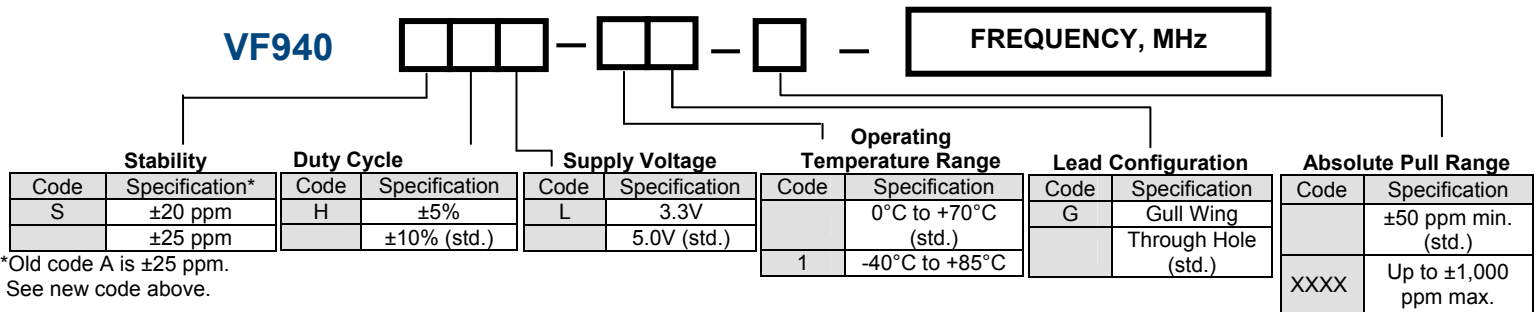 VF940 — — — FREQUENCY, MHz
Stability
Code Specification*
S ±20 ppm
±25 ppm
*Old code A is ±25 ppm.
See new code above.
Duty Cycle
Code Specification
H ±5%
±10% (std.)
Supply Voltage
Code Specification
L 3.3V
5.0V (std.)
Operating
Temperature Range
Code Specification
0°C to +70°C
(std.)
1 -40°C to +85°C
Lead Configuration
Code Specification
G Gull Wing
Through Hole
(std.)
Absolute Pull Range
Code Specification
±50 ppm min.
(std.)
XXXX Up to ±1,000
ppm max.